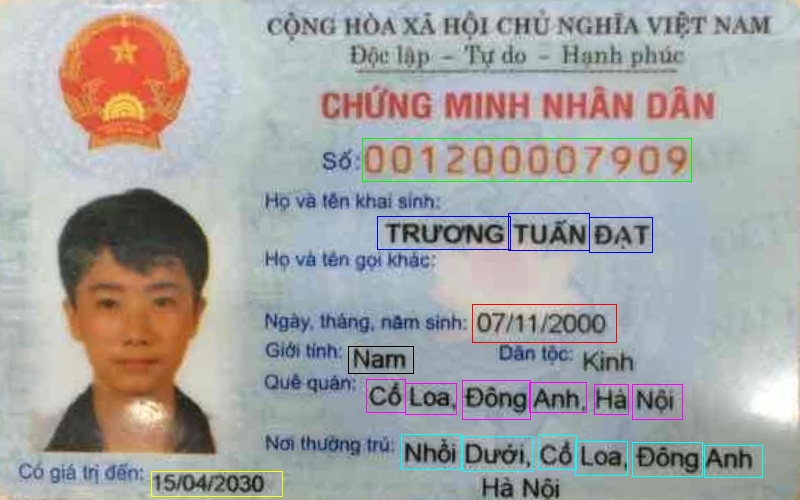 CỘNG HÒA XÃ HỘI CHỦ NGHĨA VIỆT NAM
Độc lập – Tự do – Hạnh phúc
CHỨNG MINH NHÂN DÂN
Số: 001200007909
Họ và tên khai sinh:
TRƯƠNG TUẤN ĐẠT
Họ và tên gọi khác:
Ngày, tháng, năm sinh: 07/11/2000
Giới tính: Nam Dân tộc: Kinh
Quê quán: Cổ Loa, Đông Anh, Hà Nội
Nơi thường trú: Nhồi Dưới, Cổ Loa, Đông Anh
Hà Nội
Có giá trị đến: 15/04/2030